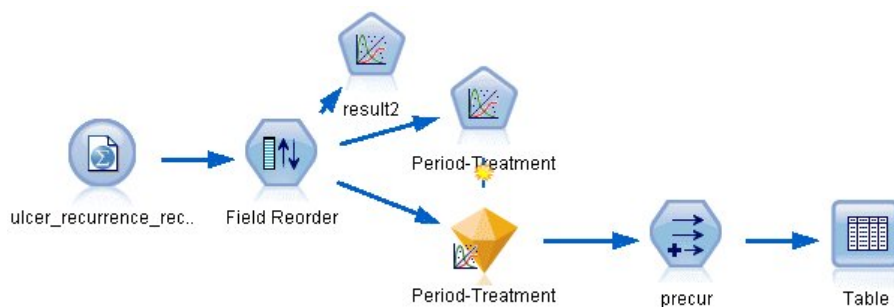 result2
Period-Treatment
ulcer_recurrence_rec..
Field Reorder
Period-Treatment
precur
Table